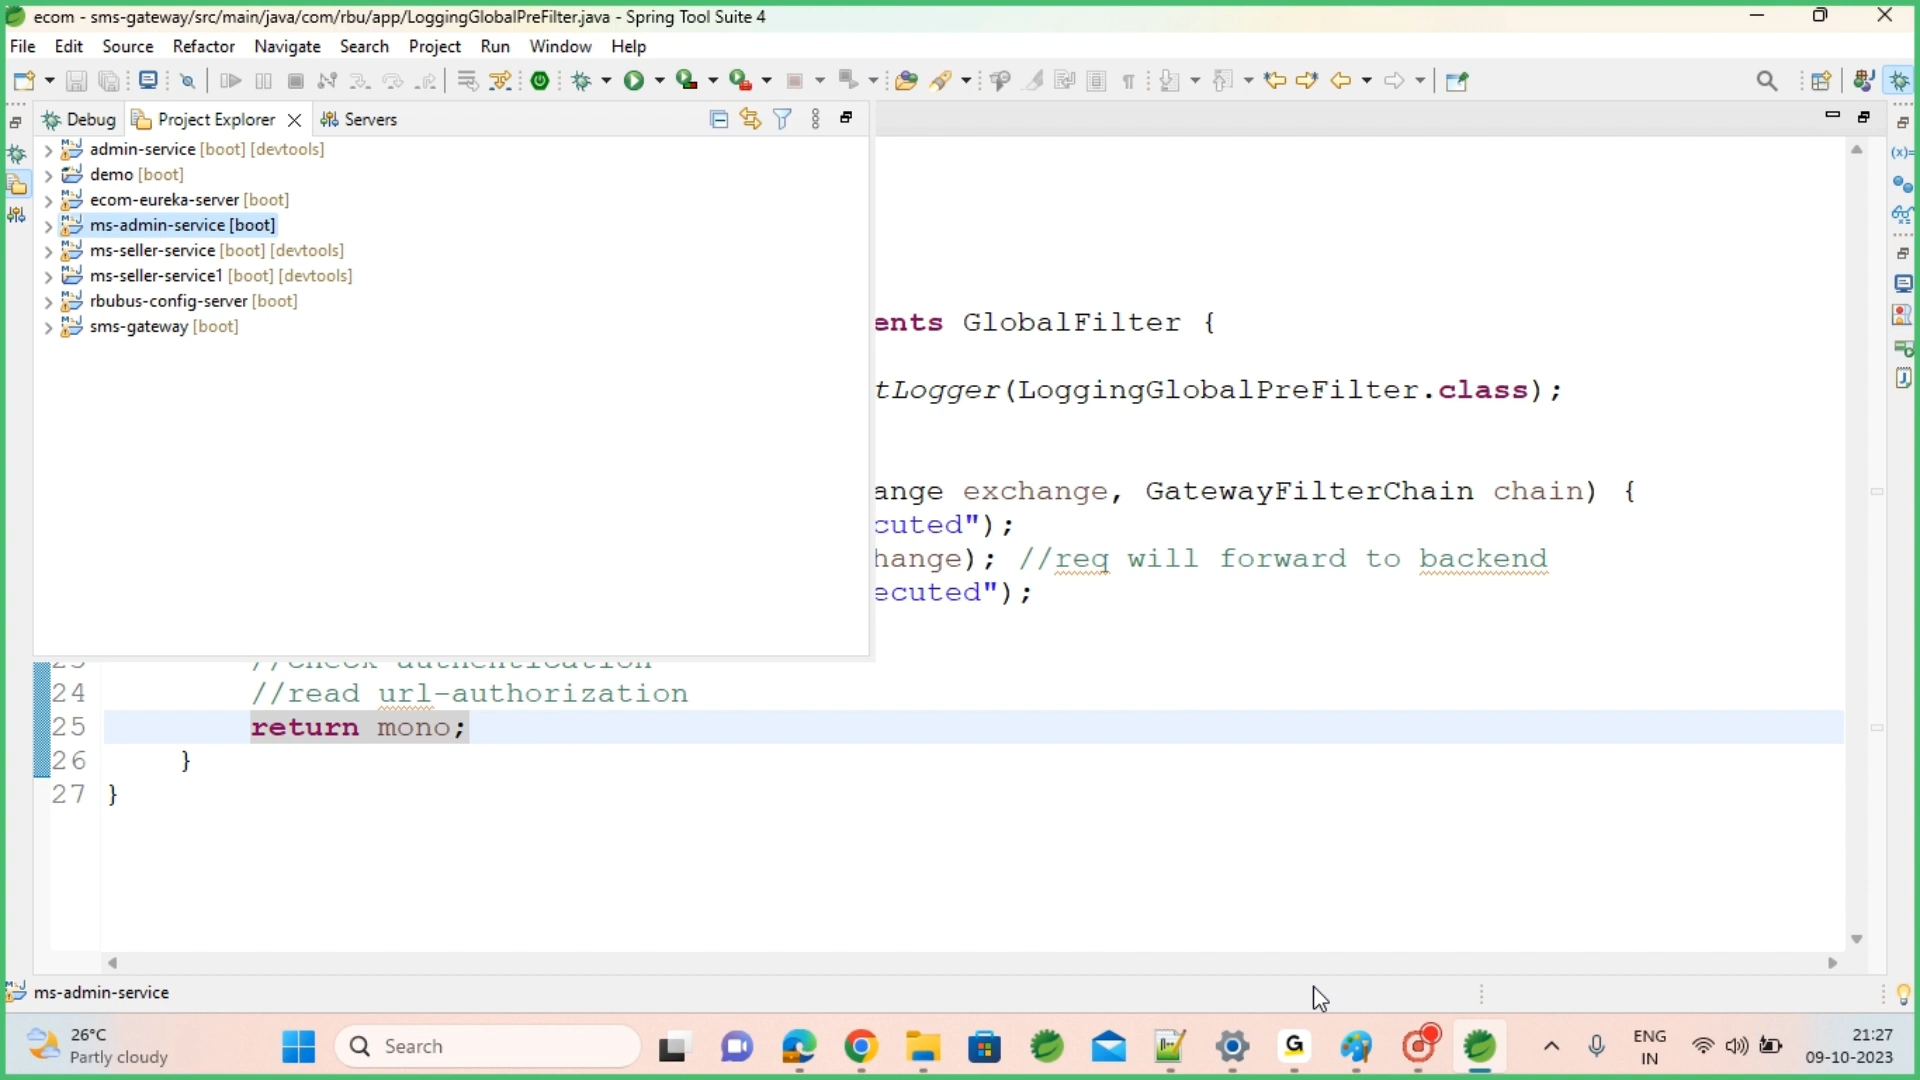 ecom - sms-gateway/src/main/java/com/rbu/app/LoggingGlobalPreFilter.java - Spring Tool Suite 4
File Edit Source Refactor Navigate Search Project Run Window Help
Debug Project Explorer Servers
admin-service [boot] [devtools]
demo [boot]
ecom-eureka-server [boot]
ms-admin-service [boot]
ms-seller-service [boot] [devtools]
ms-seller-service1 [boot] [devtools]
rbubus-config-server [boot]
sms-gateway [boot]
ents GlobalFilter {
tLogger(LoggingGlobalPreFilter.class);
ange exchange, GatewayFilterChain chain) {
cuted");
hange); //req will forward to backend
ecuted");
23 //check authentication
24 //read url-authorization
25 return mono;
26 }
27 }
ms-admin-service
26°C
Partly cloudy
Search
ENG
IN
21:27
09-10-2023